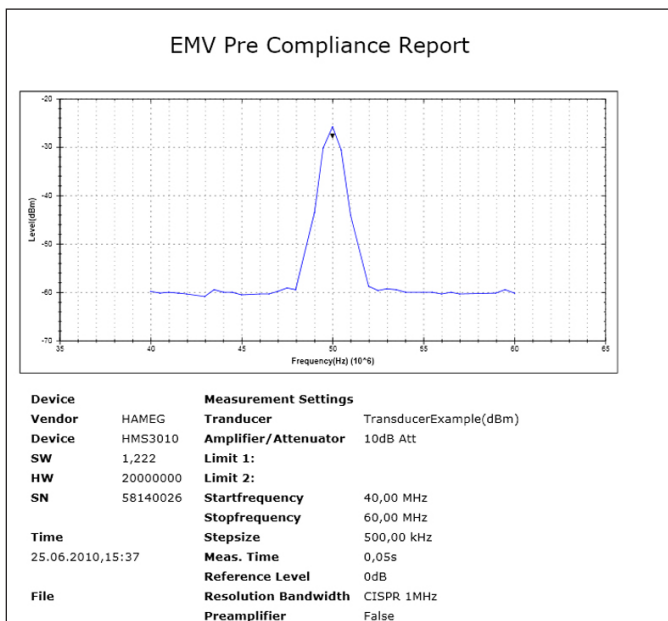 EMV Pre Compliance Report
-20
-30
-40
-50
-60
-70
Level(dBm)
35 40 45 50 55 60 65
Frequency(Hz) (10^6)
Device Measurement Settings
Vendor HAMEG Tranducer TransducerExample(dBm)
Device HMS3010 Amplifier/Attenuator 10dB Att
SW 1,222 Limit 1:
HW 20000000 Limit 2:
SN 58140026 Startfrequency 40,00 MHz
Stopfrequency 60,00 MHz
Time Stepsize 500,00 kHz
25.06.2010,15:37 Meas. Time 0,05s
Reference Level 0dB
File Resolution Bandwidth CISPR 1MHz
Preamplifier False